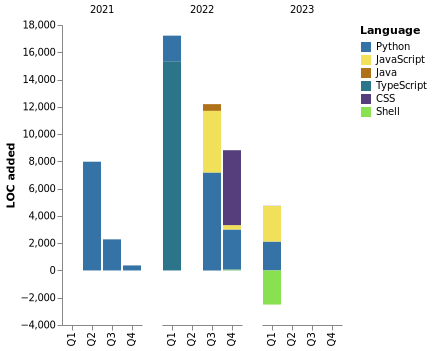 2021 2022 2023
Language
Python
JavaScript
Java
TypeScript
CSS
Shell
LOC added
18,000
16,000
14,000
12,000
10,000
8,000
6,000
4,000
2,000
0
−2,000
−4,000
Q1 Q2 Q3 Q4 Q1 Q2 Q3 Q4 Q1 Q2 Q3 Q4